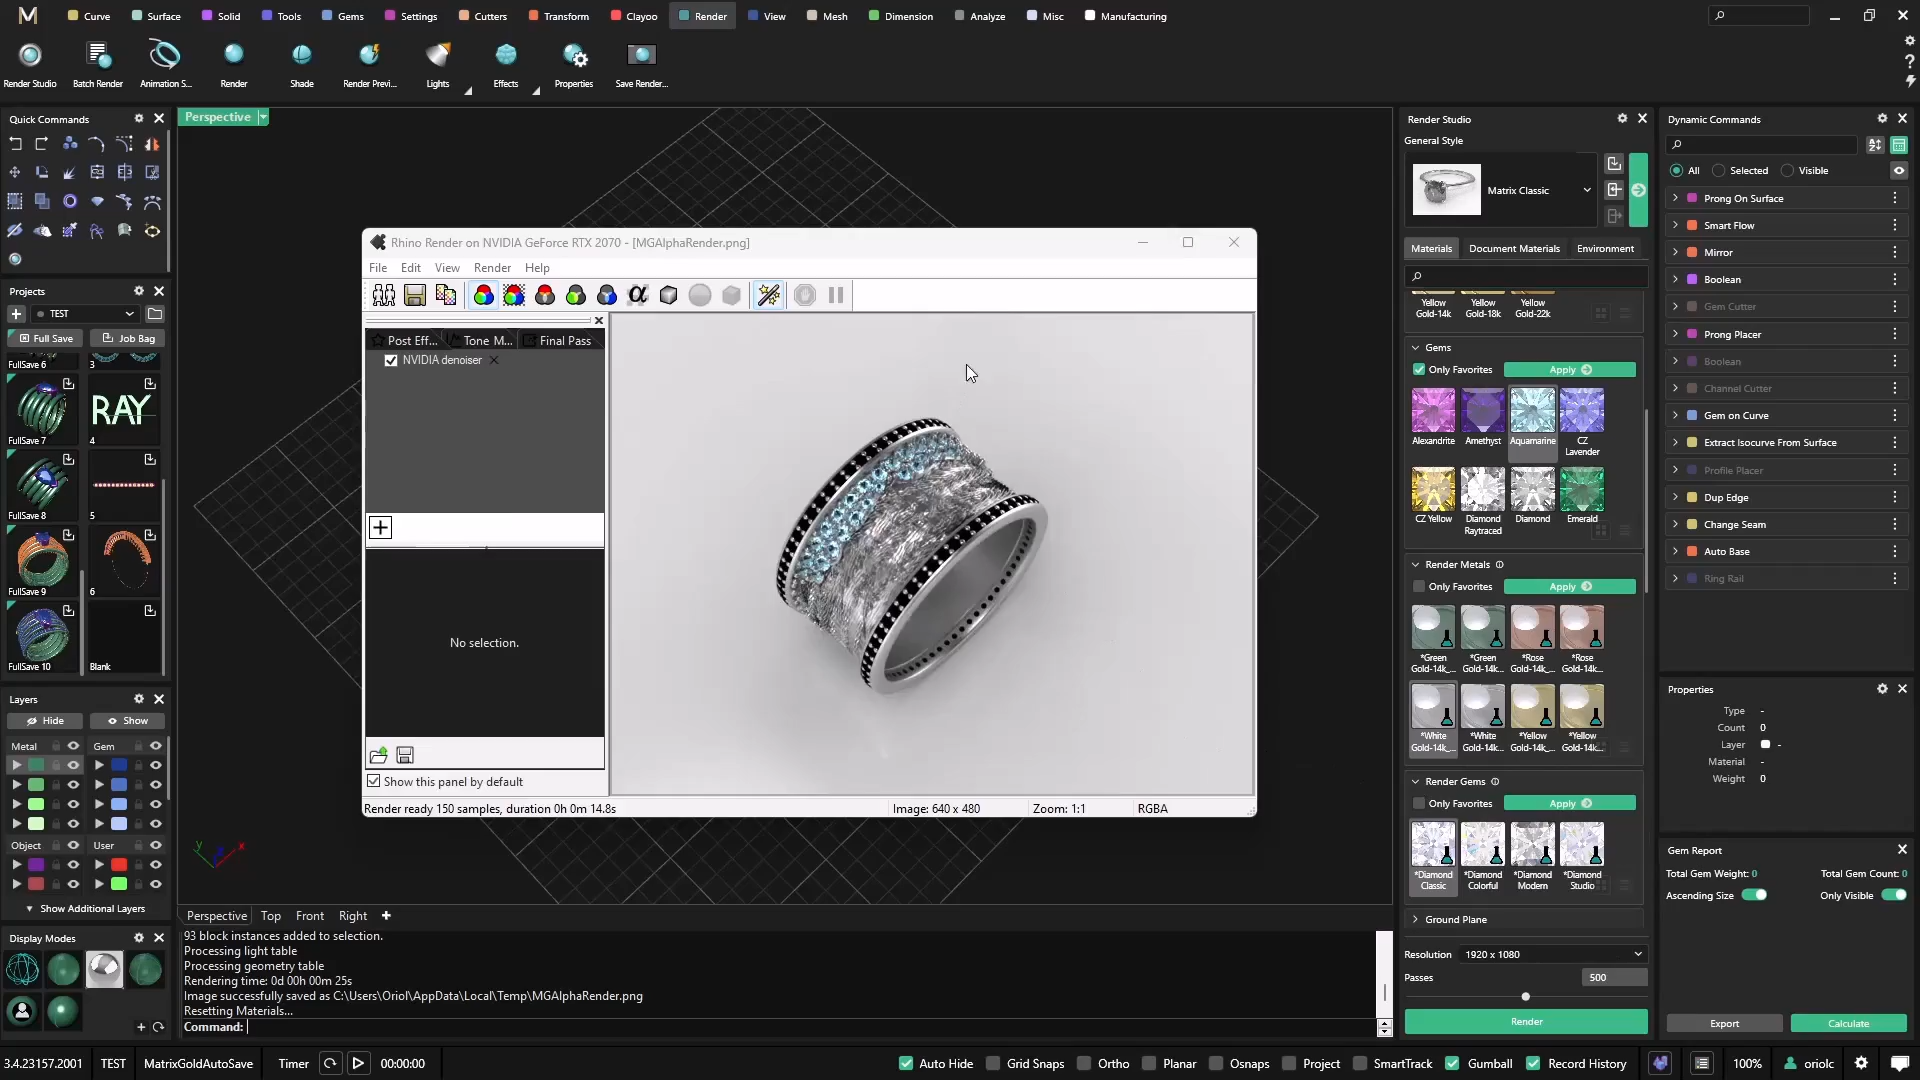 Curve
Surface
Solid
Tools
Gems
Settings
Cutters
Transform
Clayoo
Render
View
Mesh
Dimension
Analyze
Misc
Manufacturing
Render Studio
Batch Render
Animation S...
Render
Shade
Render Previ...
Lights
Effects
Properties
Save Render...
Quick Commands
Perspective
Projects
TEST
Full Save
Job Bag
FullSave 6
3
FullSave 7
RAY
4
FullSave 8
5
FullSave 9
6
FullSave 10
Blank
Layers
Hide
Show
Metal
Gem
Object
User
Show Additional Layers
Display Modes
Rhino Render on NVIDIA GeForce RTX 2070 - [MGAlphaRender.png]
File
Edit
View
Render
Help
Post Eff...
Tone M...
Final Pass
NVIDIA denoiser
No selection.
Show this panel by default
Render ready 150 samples, duration 0h 0m 14.8s
Image: 640 x 480
Zoom: 1:1
RGBA
Perspective
Top
Front
Right
93 block instances added to selection.
Processing light table
Processing geometry table
Rendering time: 0d 00h 00m 25s
Image successfully saved as C:\Users\Oriol\AppData\Local\Temp\MGAlphaRender.png
Resetting Materials...
Command:
Render Studio
General Style
Matrix Classic
Materials
Document Materials
Environment
Yellow
Gold-14k
Yellow
Gold-18k
Yellow
Gold-22k
Gems
Only Favorites
Apply
Alexandrite
Amethyst
Aquamarine
CZ
Lavender
CZ Yellow
Diamond
Raytraced
Diamond
Emerald
Render Metals
Only Favorites
Apply
*Green
Gold-14k_...
*Green
Gold-14k...
*Rose
Gold-14k_...
*Rose
Gold-14k...
*White
Gold-14k_...
*White
Gold-14k...
*Yellow
Gold-14k_...
*Yellow
Gold-14k...
Render Gems
Only Favorites
Apply
*Diamond
Classic
*Diamond
Colorful
*Diamond
Modern
*Diamond
Studio
Ground Plane
Resolution
1920 x 1080
Passes
500
Render
Dynamic Commands
All
Selected
Visible
Prong On Surface
Smart Flow
Mirror
Boolean
Gem Cutter
Prong Placer
Boolean
Channel Cutter
Gem on Curve
Extract Isocurve From Surface
Profile Placer
Dup Edge
Change Seam
Auto Base
Ring Rail
Properties
Type -
Count 0
Layer -
Material -
Weight 0
Gem Report
Total Gem Weight: 0
Total Gem Count: 0
Ascending Size
Only Visible
Export
Calculate
3.4.23157.2001
TEST
MatrixGoldAutoSave
Timer
00:00:00
Auto Hide
Grid Snaps
Ortho
Planar
Osnaps
Project
SmartTrack
Gumball
Record History
100%
oriolc